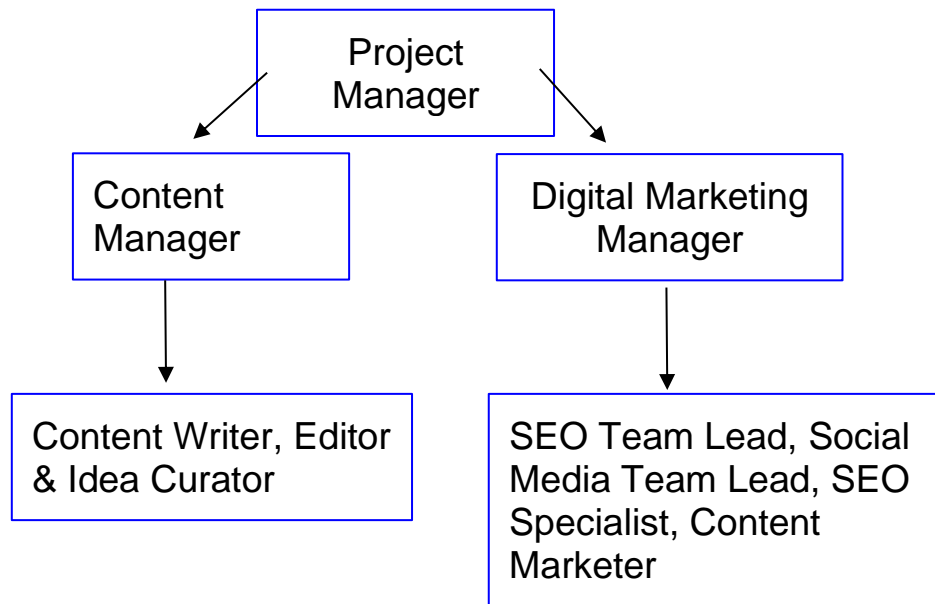 Project
Manager
Content
Manager
Digital Marketing
Manager
Content Writer, Editor
& Idea Curator
SEO Team Lead, Social
Media Team Lead, SEO
Specialist, Content
Marketer